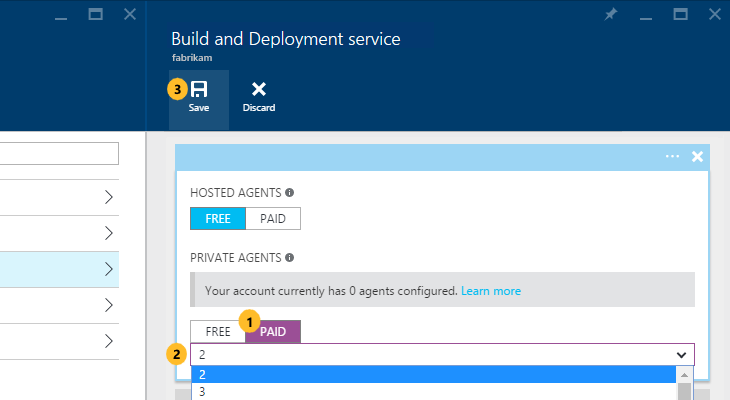 Build and Deployment service
fabrikam
3
Save
Discard
HOSTED AGENTS
FREE PAID
PRIVATE AGENTS
Your account currently has 0 agents configured. Learn more
1
FREE PAID
2 2
2
3